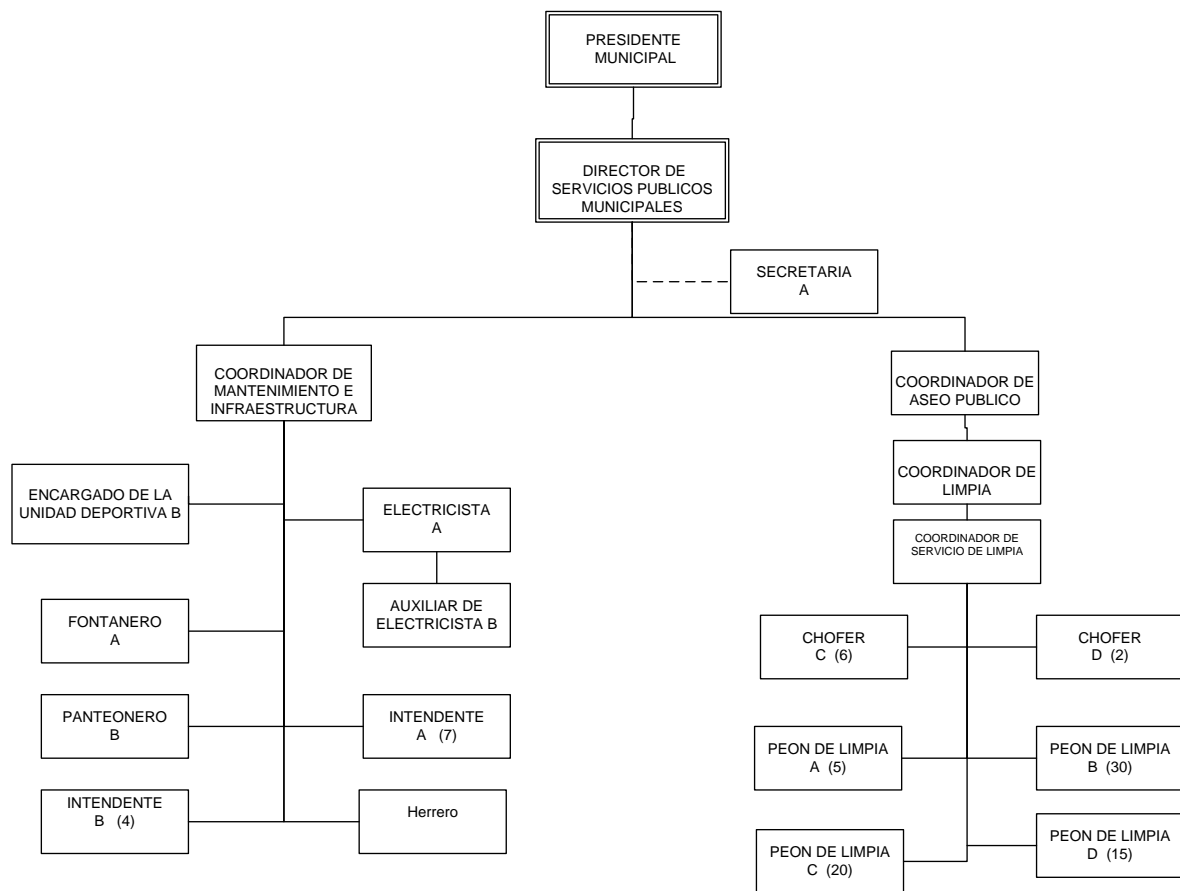 PRESIDENTE
MUNICIPAL
DIRECTOR DE
SERVICIOS PUBLICOS
MUNICIPALES
SECRETARIA
A
COORDINADOR DE
MANTENIMIENTO E
INFRAESTRUCTURA
COORDINADOR DE
ASEO PUBLICO
COORDINADOR DE
LIMPIA
COORDINADOR DE
SERVICIO DE LIMPIA
ENCARGADO DE LA
UNIDAD DEPORTIVA B
ELECTRICISTA
A
AUXILIAR DE
ELECTRICISTA B
FONTANERO
A
PANTEONERO
B
INTENDENTE
A (7)
INTENDENTE
B (4)
Herrero
CHOFER
C (6)
CHOFER
D (2)
PEON DE LIMPIA
A (5)
PEON DE LIMPIA
B (30)
PEON DE LIMPIA
C (20)
PEON DE LIMPIA
D (15)